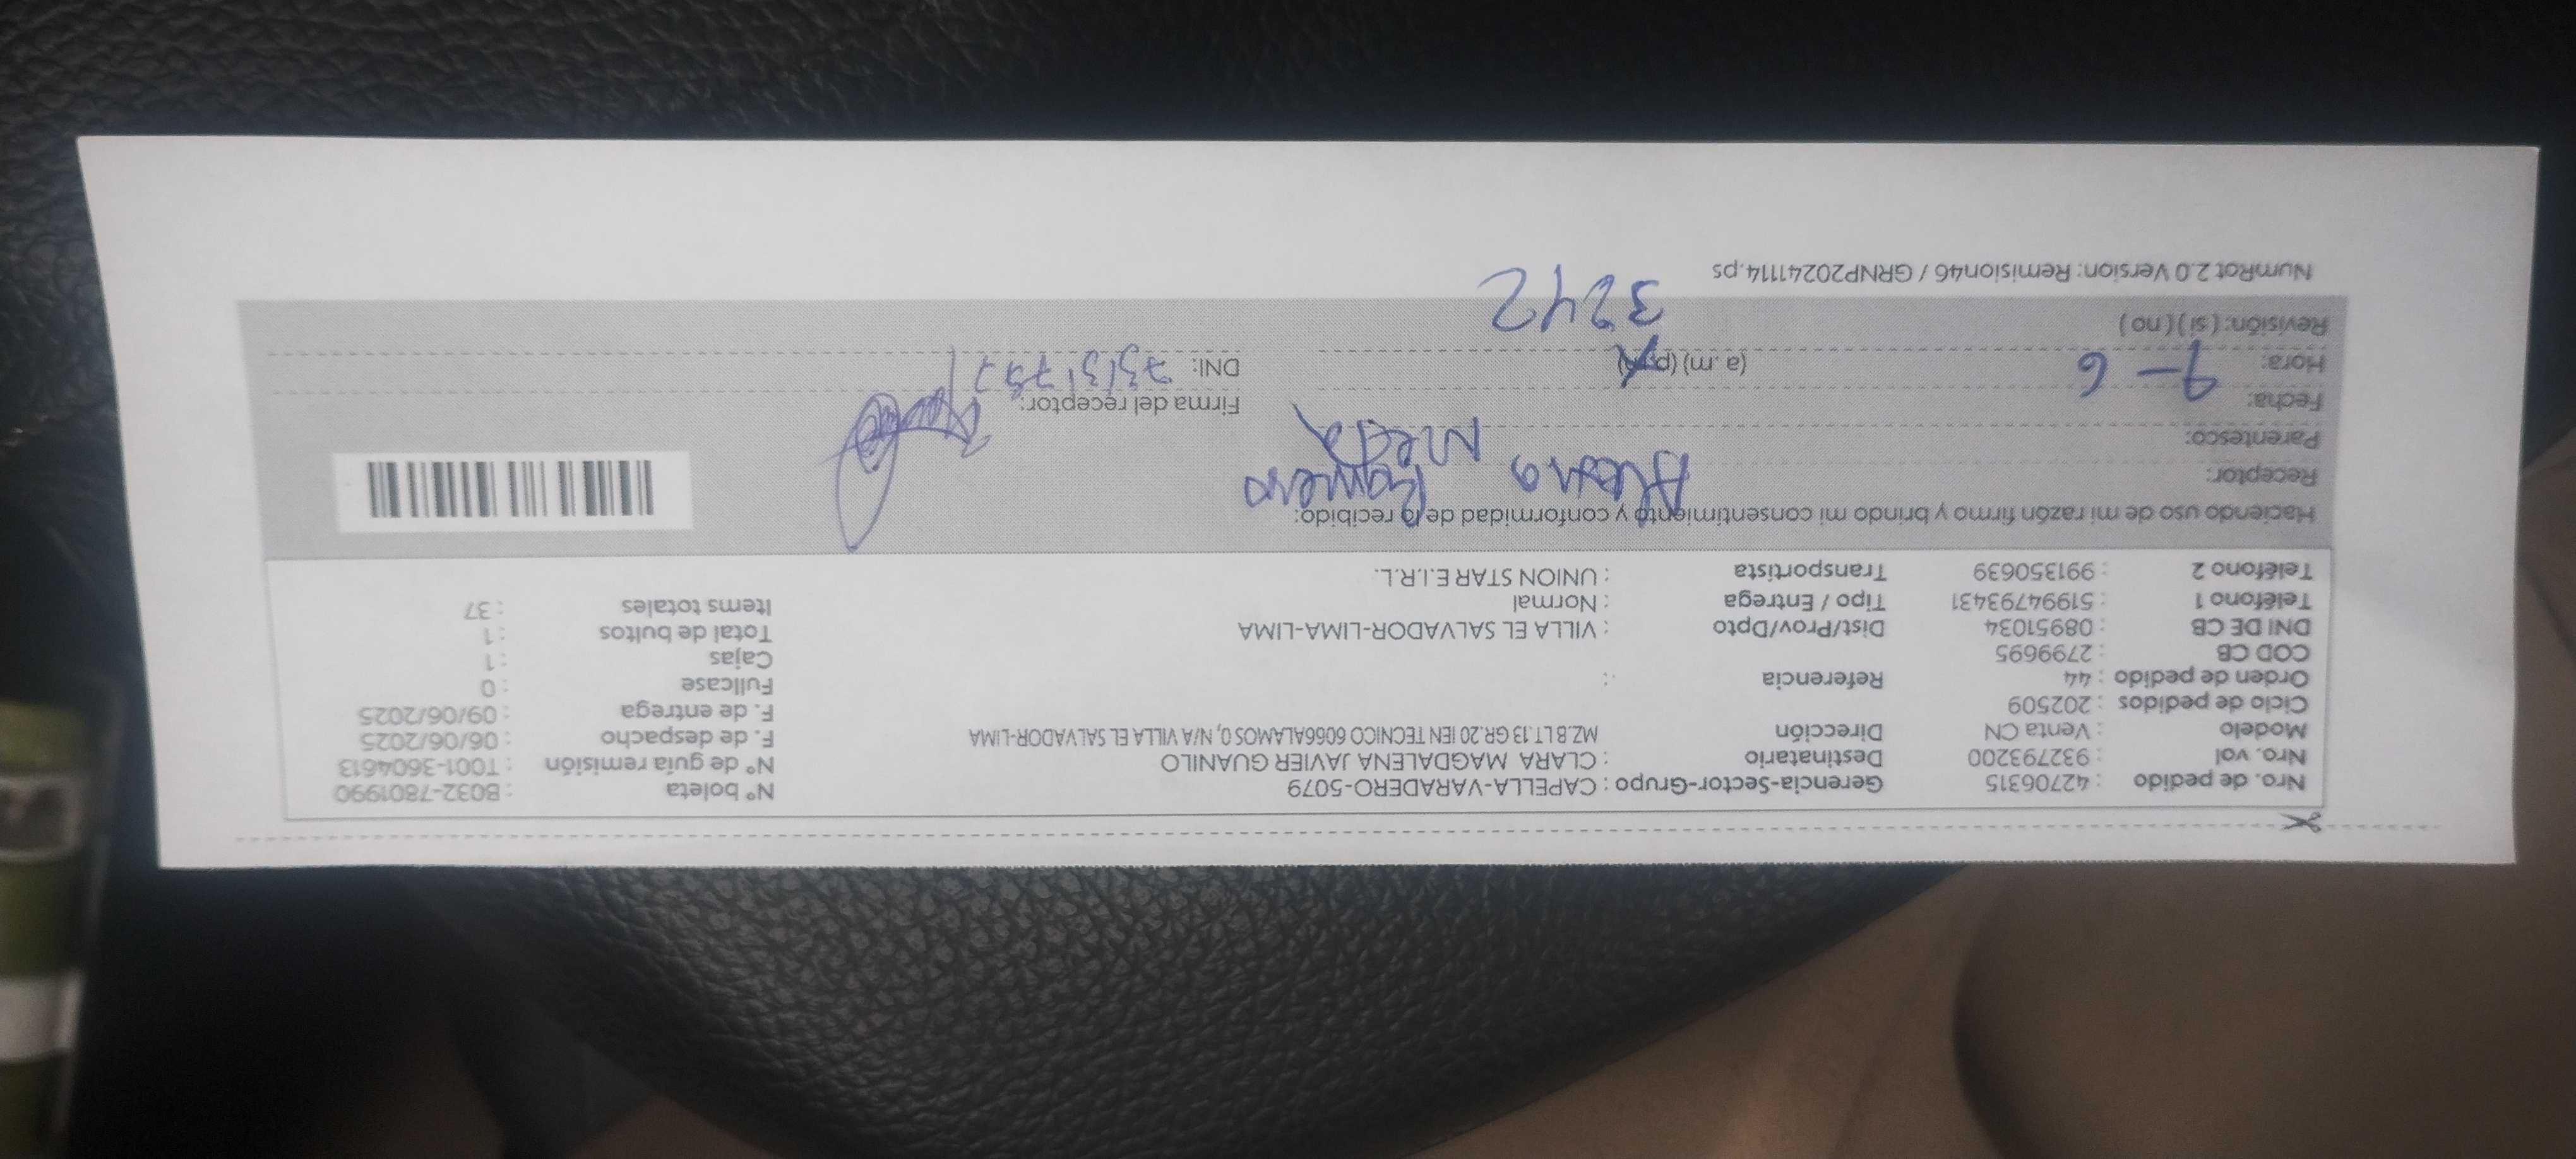 Nro. de pedido : 42706315 Gerencia-Sector-Grupo : CAPELLA-VARADERO-5079 N° boleta : B032-7801990
Nro. vol : 932793200 Destinatario : CLARA MAGDALENA JAVIER GUANILO N° de guía remisión : T001-3604613
Modelo : Venta CN Dirección MZ.B LT.13 GR.20 IEN TECNICO 6066ALAMOS 0, N/A VILLA EL SALVADOR-LIMA F. de despacho : 06/06/2025
Ciclo de pedidos : 202509 F. de entrega : 09/06/2025
Orden de pedido : 44 Referencia : Fullcase : 0
COD CB : 2799695 Cajas : 1
DNI DE CB : 08951034 Dist/Prov/Dpto : VILLA EL SALVADOR-LIMA-LIMA Total de bultos : 1
Teléfono 1 : 51994793431 Tipo / Entrega : Normal Items totales : 37
Teléfono 2 : 991350639 Transportista : UNION STAR E.I.R.L.
Haciendo uso de mi razón firmo y brindo mi consentimiento y conformidad de lo recibido:
Receptor: Romero
Parentesco:
Fecha: 9-6 Firma del receptor:
Hora: (a.m) (p.m) DNI:
Revisión: ( si ) ( no )
3242
NumRot 2.0 Version: Remision46 / GRNP20241114.ps